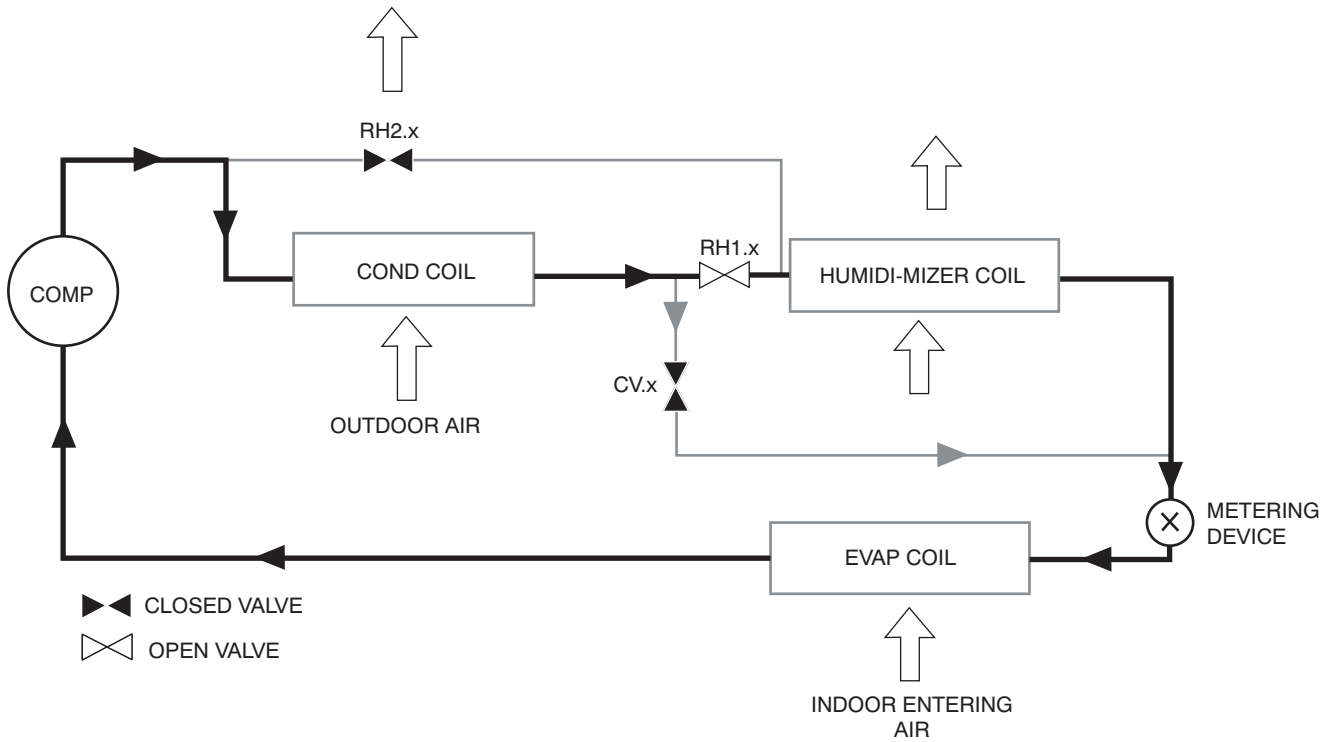 RH2.x
RH1.x
COND COIL
HUMIDI-MIZER COIL
COMP
CV.x
OUTDOOR AIR
METERING
DEVICE
EVAP COIL
CLOSED VALVE
OPEN VALVE
INDOOR ENTERING
AIR